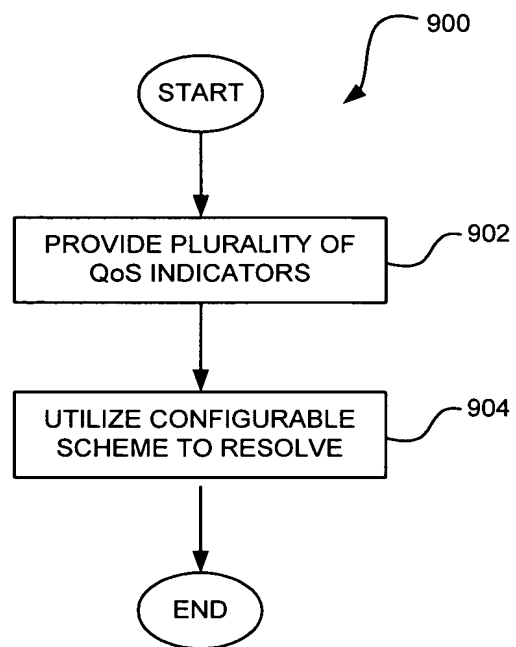 900
START
PROVIDE PLURALITY OF
QoS INDICATORS
902
UTILIZE CONFIGURABLE
SCHEME TO RESOLVE
904
END